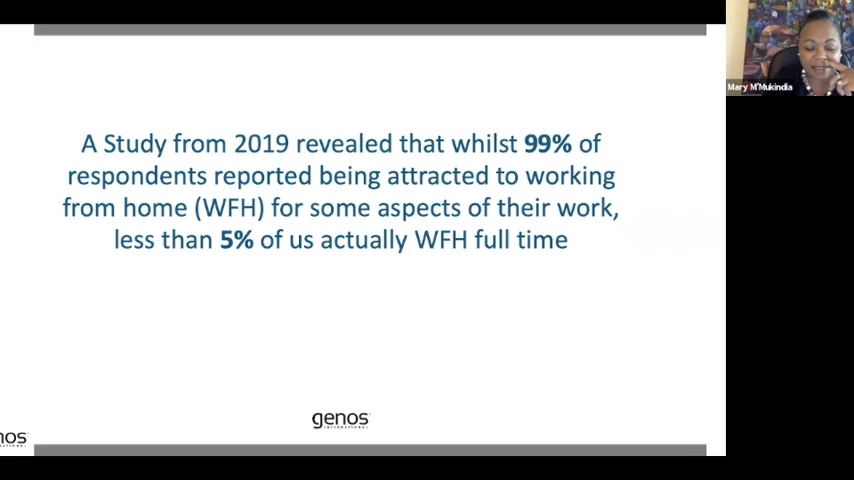 A Study from 2019 revealed that whilst 99% of
respondents reported being attracted to working
from home (WFH) for some aspects of their work,
less than 5% of us actually WFH full time
genos
INTERNATIONAL
nos
Mary M'Mukindia